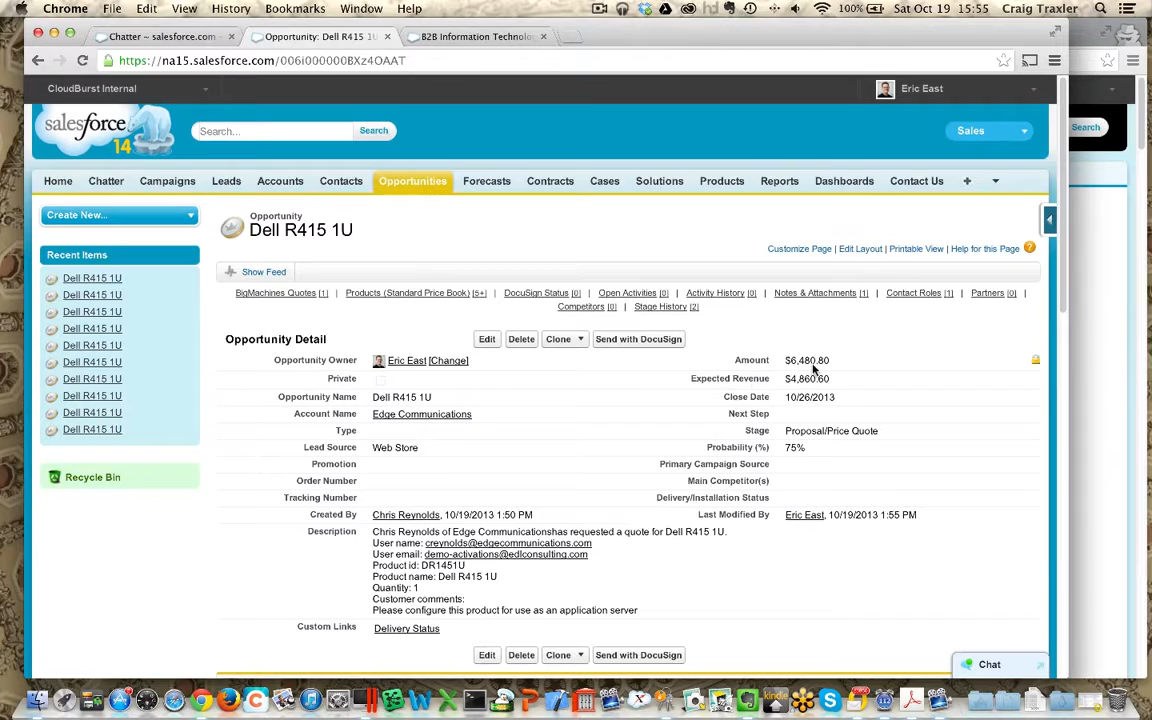 Chrome File Edit View History Bookmarks Window Help 100% Sat Oct 19 15:55 Craig Traxler
Chatter ~ salesforce.com - Opportunity: Dell R415 1U B2B Information Technolo
https://na15.salesforce.com/006i000000BXz4OAAT
CloudBurst Internal Eric East
salesforce 14 Search... Search Sales Search
Home Chatter Campaigns Leads Accounts Contacts Opportunities Forecasts Contracts Cases Solutions Products Reports Dashboards Contact Us +
Create New...
Opportunity
Dell R415 1U
Customize Page | Edit Layout | Printable View | Help for this Page
Recent Items
Dell R415 1U
Dell R415 1U
Dell R415 1U
Dell R415 1U
Dell R415 1U
Dell R415 1U
Dell R415 1U
Dell R415 1U
Dell R415 1U
Dell R415 1U
Recycle Bin
Show Feed
BigMachines Quotes [1] | Products (Standard Price Book) [5+] | DocuSign Status [0] | Open Activities [0] | Activity History [0] | Notes & Attachments [1] | Contact Roles [1] | Partners [0] |
Competitors [0] | Stage History [2]
Opportunity Detail Edit Delete Clone Send with DocuSign
Opportunity Owner Eric East [Change] Amount $6,480.80
Private Expected Revenue $4,860.60
Opportunity Name Dell R415 1U Close Date 10/26/2013
Account Name Edge Communications Next Step
Type Stage Proposal/Price Quote
Lead Source Web Store Probability (%) 75%
Promotion Primary Campaign Source
Order Number Main Competitor(s)
Tracking Number Delivery/Installation Status
Created By Chris Reynolds, 10/19/2013 1:50 PM Last Modified By Eric East, 10/19/2013 1:55 PM
Description Chris Reynolds of Edge Communicationshas requested a quote for Dell R415 1U.
User name: creynolds@edgecommunications.com
User email: demo-activations@edlconsulting.com
Product id: DR1451U
Product name: Dell R415 1U
Quantity: 1
Customer comments:
Please configure this product for use as an application server
Custom Links Delivery Status
Edit Delete Clone Send with DocuSign
Chat